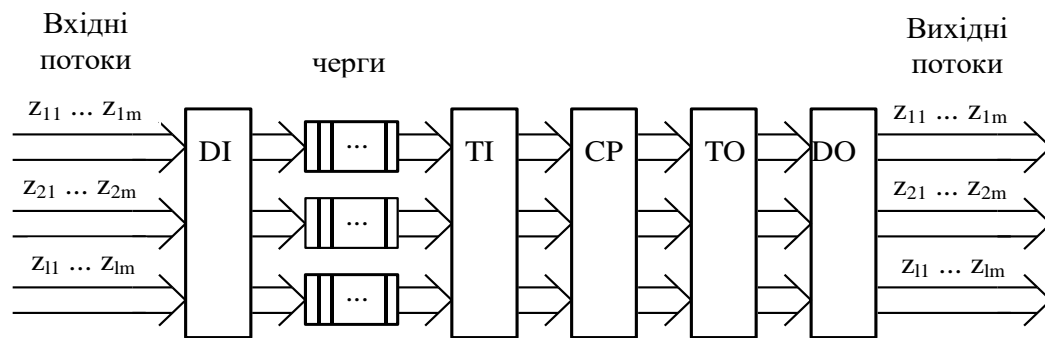 Вхідні
потоки
черги
Вихідні
потоки
z11 ... z1m
z11 ... z1m
DI
...
TI
CP
TO
DO
z21 ... z2m
z21 ... z2m
...
zl1 ... zlm
zl1 ... zlm
...